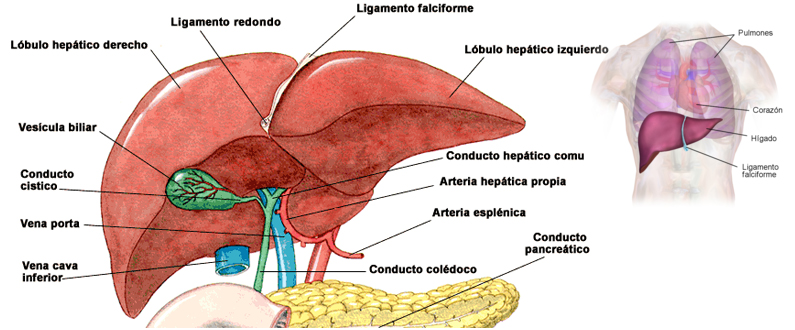 Ligamento falciforme
Ligamento redondo
Lóbulo hepático derecho
Lóbulo hepático izquierdo
Vesícula biliar
Conducto hepático comu
Conducto
cistico
Arteria hepática propia
Vena porta
Arteria esplénica
Conducto
pancreático
Vena cava
inferior
Conducto colédoco
Pulmones
Corazón
Hígado
Ligamento
falciforme